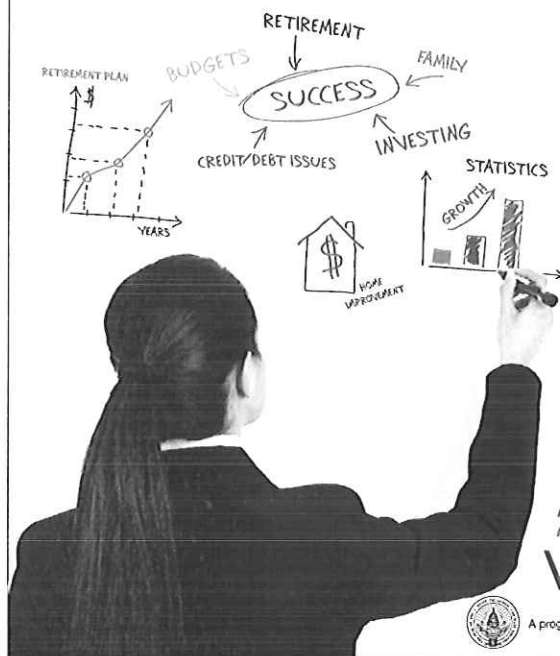 RETIREMENT
RETIREMENT PLAN
BUDGETS
FAMILY
$
SUCCESS
CREDIT/DEBT ISSUES
INVESTING
STATISTICS
GROWTH
YEARS
$
HOME
IMPROVEMENT
A prog